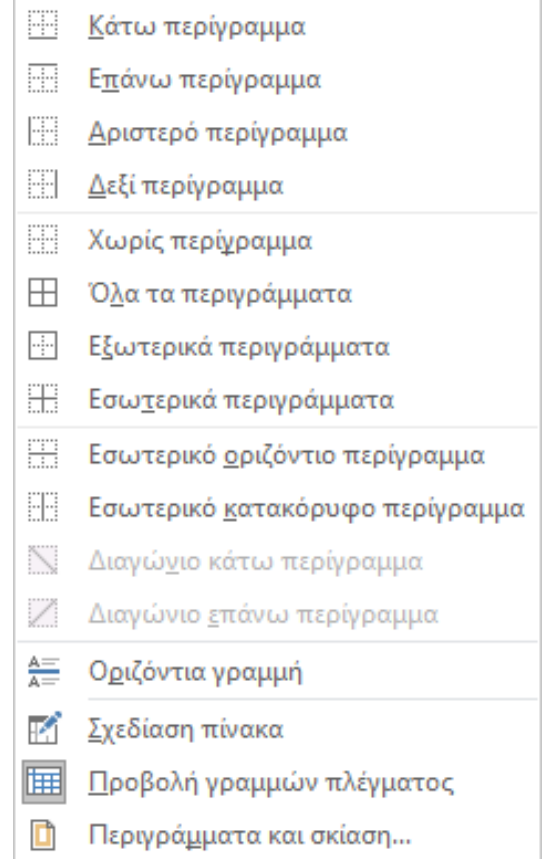 Κάτω περίγραμμα
Επάνω περίγραμμα
Αριστερό περίγραμμα
Δεξί περίγραμμα
Χωρίς περίγραμμα
Όλα τα περιγράμματα
Εξωτερικά περιγράμματα
Εσωτερικά περιγράμματα
Εσωτερικό οριζόντιο περίγραμμα
Εσωτερικό κατακόρυφο περίγραμμα
Διαγώνιο κάτω περίγραμμα
Διαγώνιο επάνω περίγραμμα
Οριζόντια γραμμή
Σχεδίαση πίνακα
Προβολή γραμμών πλέγματος
Περιγράμματα και σκίαση...